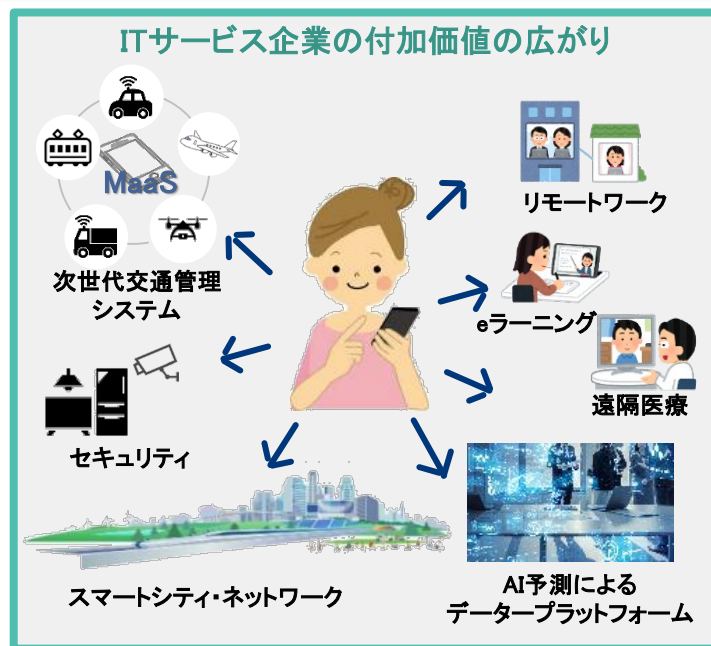 ITサービス企業の付加価値の広がり
MaaS
次世代交通管理
システム
リモートワーク
eラーニング
遠隔医療
セキュリティ
スマートシティ・ネットワーク
AI予測による
データープラットフォーム